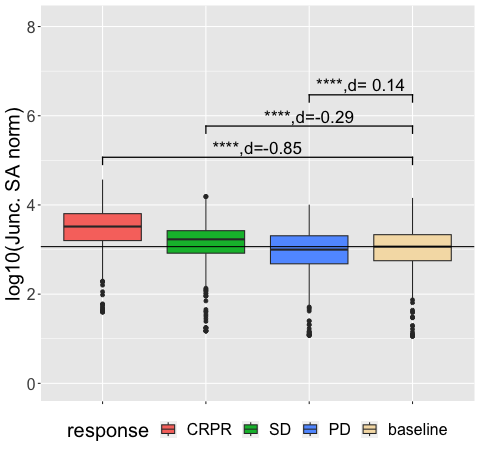 log10(Junc. SA norm)
8
6
4
2
0
****,d= 0.14
****,d=-0.29
****,d=-0.85
response CRPR SD PD baseline